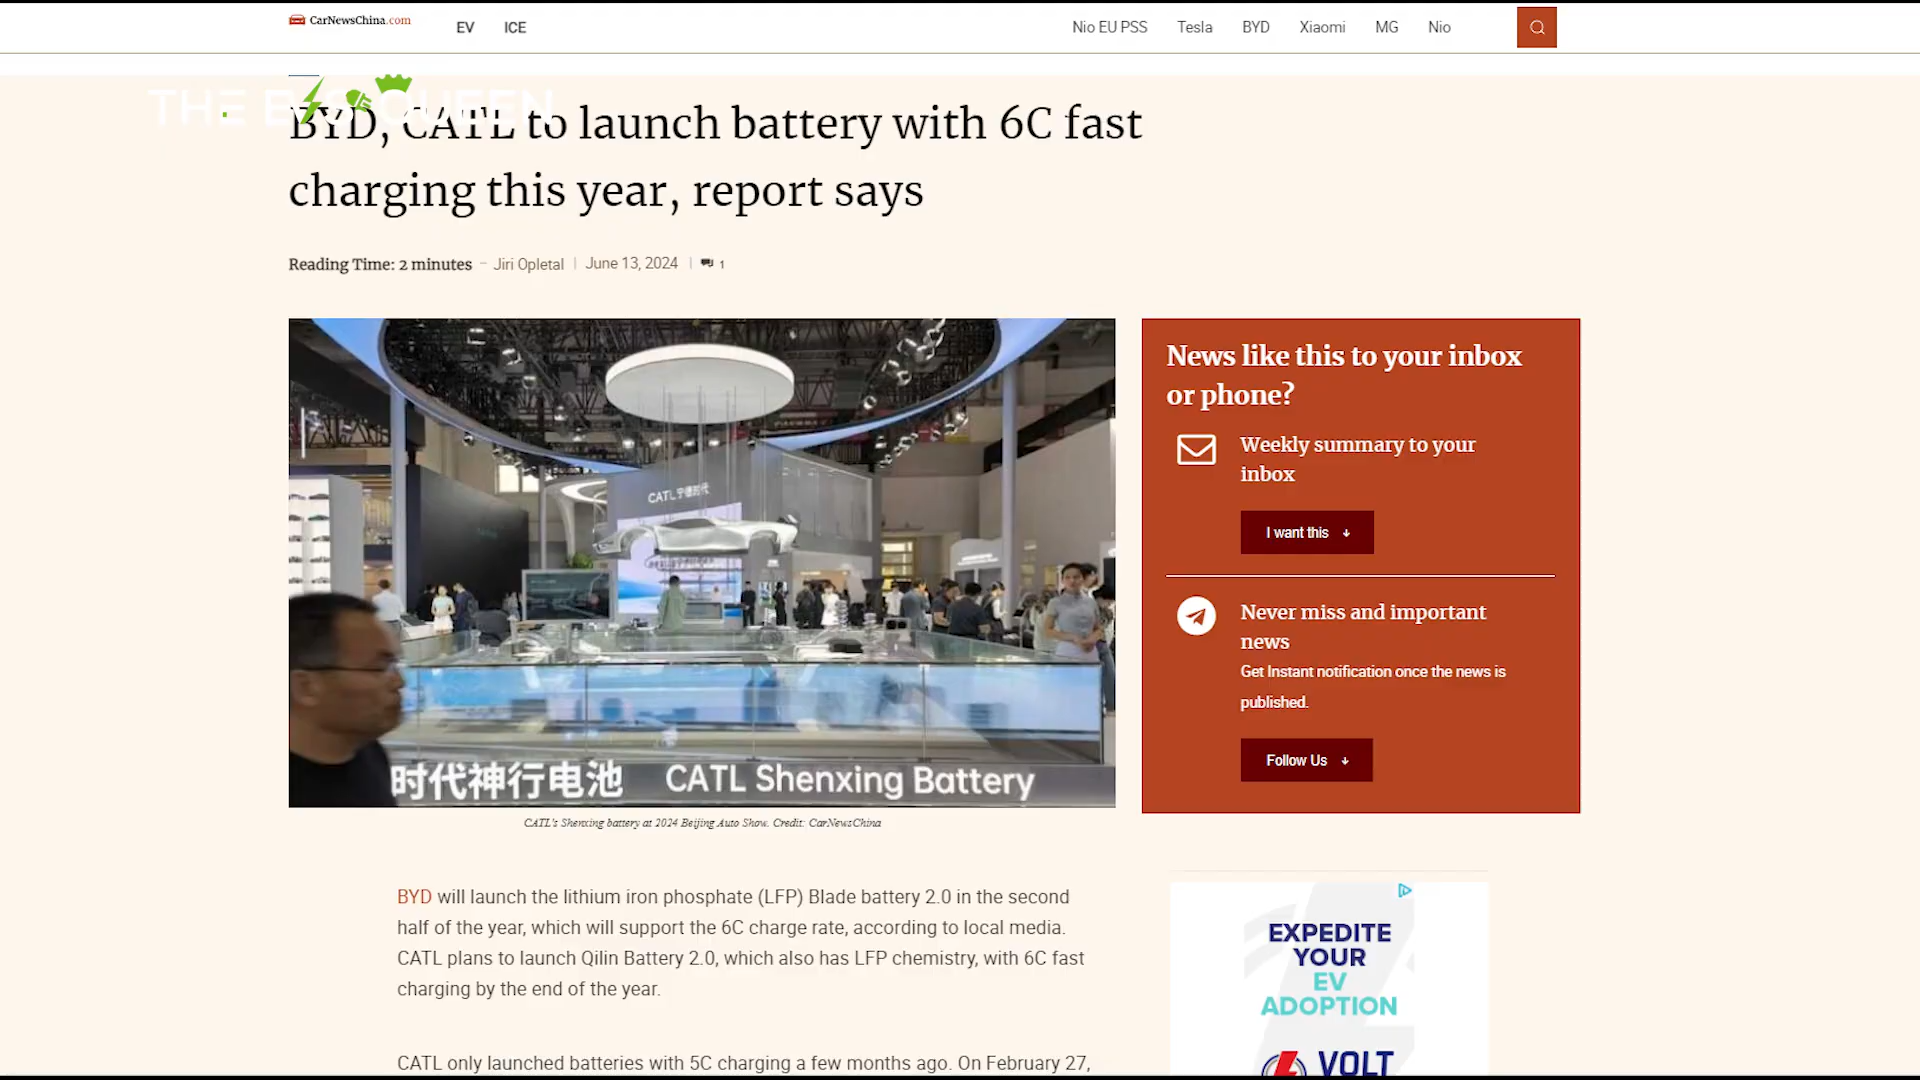 CarNewsChina.com
EV
ICE
Nio EU PSS
Tesla
BYD
Xiaomi
MG
Nio
THE EVS QUEEN
BYD, CATL to launch battery with 6C fast
charging this year, report says
Reading Time: 2 minutes - Jiri Opletal | June 13, 2024 | 1
CATL 宁德时代
时代神行电池 CATL Shenxing Battery
CATL's Shenxing battery at 2024 Beijing Auto Show. Credit: CarNewsChina
News like this to your inbox
or phone?
Weekly summary to your
inbox
I want this ↓
Never miss and important
news
Get Instant notification once the news is
published.
Follow Us ↓
BYD will launch the lithium iron phosphate (LFP) Blade battery 2.0 in the second
half of the year, which will support the 6C charge rate, according to local media.
CATL plans to launch Qilin Battery 2.0, which also has LFP chemistry, with 6C fast
charging by the end of the year.
CATL only launched batteries with 5C charging a few months ago. On February 27,
EXPEDITE
YOUR
EV
ADOPTION
VOLT